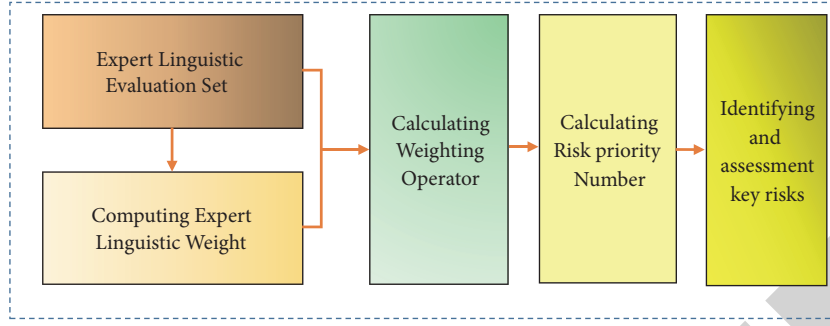 Expert Linguistic
Evaluation Set
Computing Expert
Linguistic Weight
Calculating
Weighting
Operator
Calculating
Risk priority
Number
Identifying
and
assessment
key risks